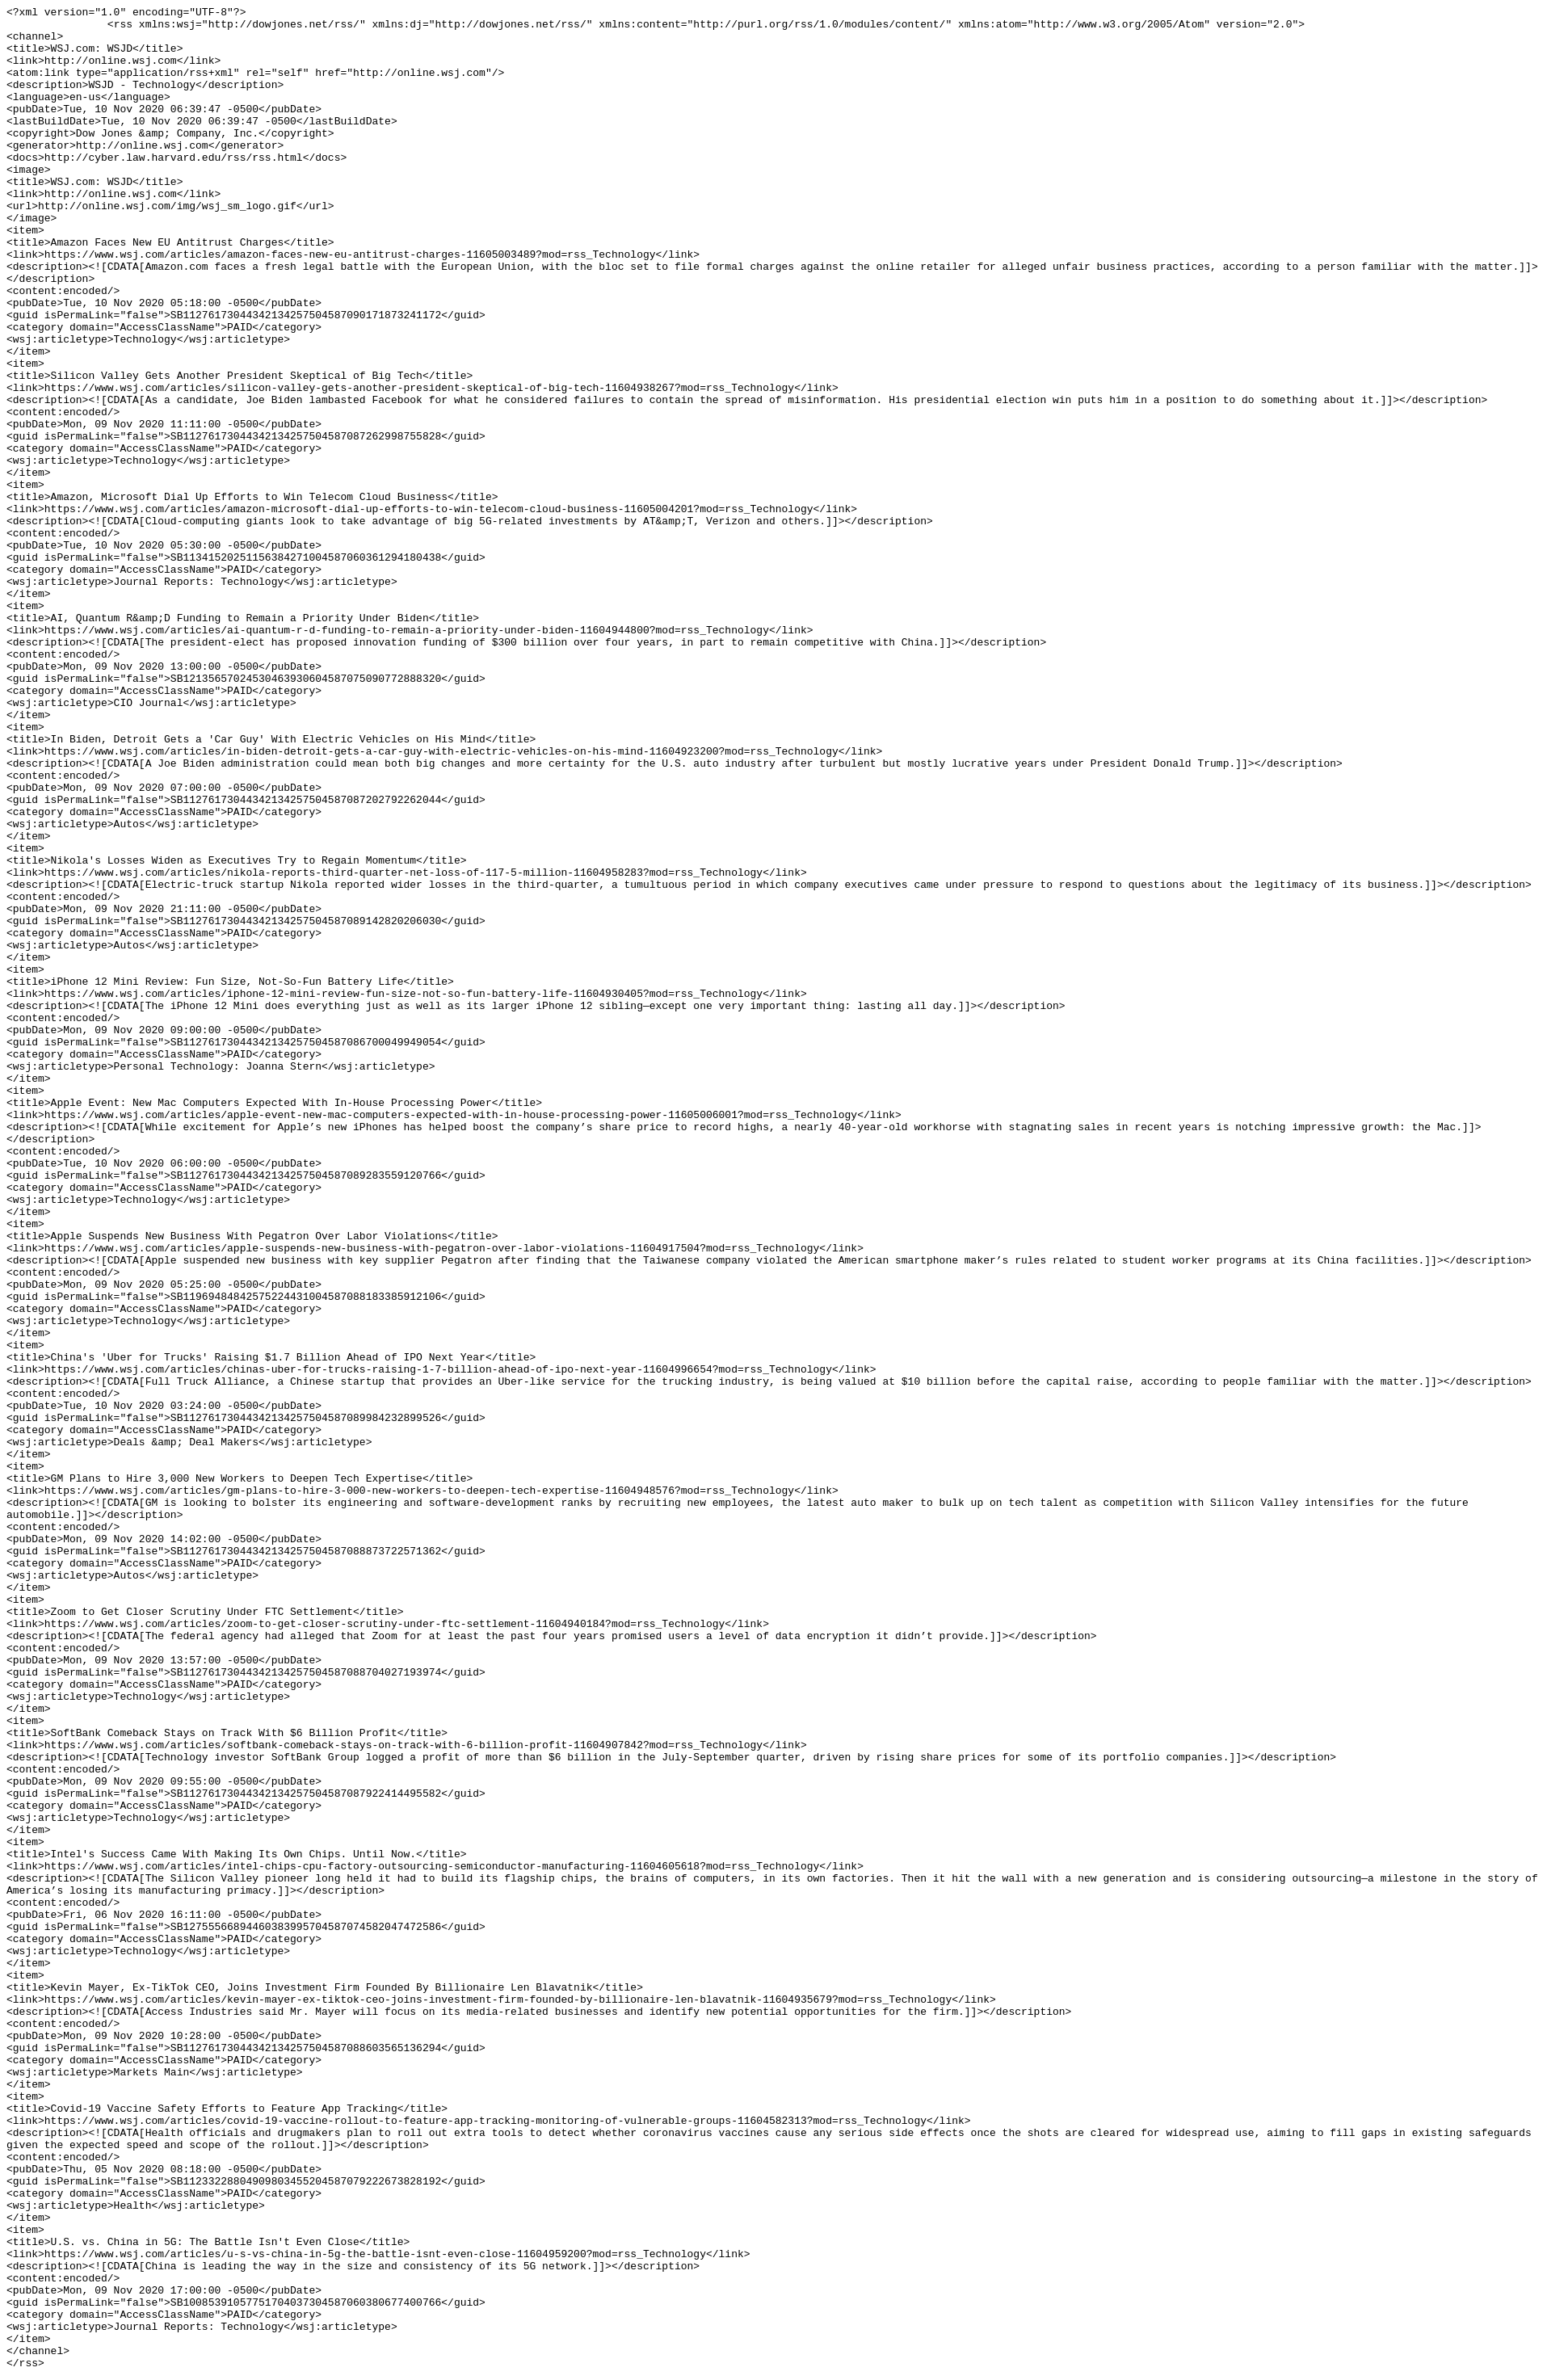 <?xml version="1.0" encoding="UTF-8"?>
<rss xmlns:wsj="http://dowjones.net/rss/" xmlns:dj="http://dowjones.net/rss/" xmlns:content="http://purl.org/rss/1.0/modules/content/" xmlns:atom="http://www.w3.org/2005/Atom" version="2.0">
<channel>
<title>WSJ.com: WSJD</title>
<link>http://online.wsj.com</link>
<atom:link type="application/rss+xml" rel="self" href="http://online.wsj.com"/>
<description>WSJD - Technology</description>
<language>en-us</language>
<pubDate>Tue, 10 Nov 2020 06:39:47 -0500</pubDate>
<lastBuildDate>Tue, 10 Nov 2020 06:39:47 -0500</lastBuildDate>
<copyright>Dow Jones &amp; Company, Inc.</copyright>
<generator>http://online.wsj.com</generator>
<docs>http://cyber.law.harvard.edu/rss/rss.html</docs>
<image>
<title>WSJ.com: WSJD</title>
<link>http://online.wsj.com</link>
<url>http://online.wsj.com/img/wsj_sm_logo.gif</url>
</image>
<item>
<title>Amazon Faces New EU Antitrust Charges</title>
<link>https://www.wsj.com/articles/amazon-faces-new-eu-antitrust-charges-11605003489?mod=rss_Technology</link>
<description><![CDATA[Amazon.com faces a fresh legal battle with the European Union, with the bloc set to file formal charges against the online retailer for alleged unfair business practices, according to a person familiar with the matter.]]>
</description>
<content:encoded/>
<pubDate>Tue, 10 Nov 2020 05:18:00 -0500</pubDate>
<guid isPermaLink="false">SB11276173044342134257504587090171873241172</guid>
<category domain="AccessClassName">PAID</category>
<wsj:articletype>Technology</wsj:articletype>
</item>
<item>
<title>Silicon Valley Gets Another President Skeptical of Big Tech</title>
<link>https://www.wsj.com/articles/silicon-valley-gets-another-president-skeptical-of-big-tech-11604938267?mod=rss_Technology</link>
<description><![CDATA[As a candidate, Joe Biden lambasted Facebook for what he considered failures to contain the spread of misinformation. His presidential election win puts him in a position to do something about it.]]></description>
<content:encoded/>
<pubDate>Mon, 09 Nov 2020 11:11:00 -0500</pubDate>
<guid isPermaLink="false">SB11276173044342134257504587087262998755828</guid>
<category domain="AccessClassName">PAID</category>
<wsj:articletype>Technology</wsj:articletype>
</item>
<item>
<title>Amazon, Microsoft Dial Up Efforts to Win Telecom Cloud Business</title>
<link>https://www.wsj.com/articles/amazon-microsoft-dial-up-efforts-to-win-telecom-cloud-business-11605004201?mod=rss_Technology</link>
<description><![CDATA[Cloud-computing giants look to take advantage of big 5G-related investments by AT&amp;T, Verizon and others.]]></description>
<content:encoded/>
<pubDate>Tue, 10 Nov 2020 05:30:00 -0500</pubDate>
<guid isPermaLink="false">SB11341520251156384271004587060361294180438</guid>
<category domain="AccessClassName">PAID</category>
<wsj:articletype>Journal Reports: Technology</wsj:articletype>
</item>
<item>
<title>AI, Quantum R&amp;D Funding to Remain a Priority Under Biden</title>
<link>https://www.wsj.com/articles/ai-quantum-r-d-funding-to-remain-a-priority-under-biden-11604944800?mod=rss_Technology</link>
<description><![CDATA[The president-elect has proposed innovation funding of $300 billion over four years, in part to remain competitive with China.]]></description>
<content:encoded/>
<pubDate>Mon, 09 Nov 2020 13:00:00 -0500</pubDate>
<guid isPermaLink="false">SB12135657024530463930604587075090772888320</guid>
<category domain="AccessClassName">PAID</category>
<wsj:articletype>CIO Journal</wsj:articletype>
</item>
<item>
<title>In Biden, Detroit Gets a 'Car Guy' With Electric Vehicles on His Mind</title>
<link>https://www.wsj.com/articles/in-biden-detroit-gets-a-car-guy-with-electric-vehicles-on-his-mind-11604923200?mod=rss_Technology</link>
<description><![CDATA[A Joe Biden administration could mean both big changes and more certainty for the U.S. auto industry after turbulent but mostly lucrative years under President Donald Trump.]]></description>
<content:encoded/>
<pubDate>Mon, 09 Nov 2020 07:00:00 -0500</pubDate>
<guid isPermaLink="false">SB11276173044342134257504587087202792262044</guid>
<category domain="AccessClassName">PAID</category>
<wsj:articletype>Autos</wsj:articletype>
</item>
<item>
<title>Nikola's Losses Widen as Executives Try to Regain Momentum</title>
<link>https://www.wsj.com/articles/nikola-reports-third-quarter-net-loss-of-117-5-million-11604958283?mod=rss_Technology</link>
<description><![CDATA[Electric-truck startup Nikola reported wider losses in the third-quarter, a tumultuous period in which company executives came under pressure to respond to questions about the legitimacy of its business.]]></description>
<content:encoded/>
<pubDate>Mon, 09 Nov 2020 21:11:00 -0500</pubDate>
<guid isPermaLink="false">SB11276173044342134257504587089142820206030</guid>
<category domain="AccessClassName">PAID</category>
<wsj:articletype>Autos</wsj:articletype>
</item>
<item>
<title>iPhone 12 Mini Review: Fun Size, Not-So-Fun Battery Life</title>
<link>https://www.wsj.com/articles/iphone-12-mini-review-fun-size-not-so-fun-battery-life-11604930405?mod=rss_Technology</link>
<description><![CDATA[The iPhone 12 Mini does everything just as well as its larger iPhone 12 sibling—except one very important thing: lasting all day.]]></description>
<content:encoded/>
<pubDate>Mon, 09 Nov 2020 09:00:00 -0500</pubDate>
<guid isPermaLink="false">SB11276173044342134257504587086700049949054</guid>
<category domain="AccessClassName">PAID</category>
<wsj:articletype>Personal Technology: Joanna Stern</wsj:articletype>
</item>
<item>
<title>Apple Event: New Mac Computers Expected With In-House Processing Power</title>
<link>https://www.wsj.com/articles/apple-event-new-mac-computers-expected-with-in-house-processing-power-11605006001?mod=rss_Technology</link>
<description><![CDATA[While excitement for Apple’s new iPhones has helped boost the company’s share price to record highs, a nearly 40-year-old workhorse with stagnating sales in recent years is notching impressive growth: the Mac.]]>
</description>
<content:encoded/>
<pubDate>Tue, 10 Nov 2020 06:00:00 -0500</pubDate>
<guid isPermaLink="false">SB11276173044342134257504587089283559120766</guid>
<category domain="AccessClassName">PAID</category>
<wsj:articletype>Technology</wsj:articletype>
</item>
<item>
<title>Apple Suspends New Business With Pegatron Over Labor Violations</title>
<link>https://www.wsj.com/articles/apple-suspends-new-business-with-pegatron-over-labor-violations-11604917504?mod=rss_Technology</link>
<description><![CDATA[Apple suspended new business with key supplier Pegatron after finding that the Taiwanese company violated the American smartphone maker’s rules related to student worker programs at its China facilities.]]></description>
<content:encoded/>
<pubDate>Mon, 09 Nov 2020 05:25:00 -0500</pubDate>
<guid isPermaLink="false">SB11969484842575224431004587088183385912106</guid>
<category domain="AccessClassName">PAID</category>
<wsj:articletype>Technology</wsj:articletype>
</item>
<item>
<title>China's 'Uber for Trucks' Raising $1.7 Billion Ahead of IPO Next Year</title>
<link>https://www.wsj.com/articles/chinas-uber-for-trucks-raising-1-7-billion-ahead-of-ipo-next-year-11604996654?mod=rss_Technology</link>
<description><![CDATA[Full Truck Alliance, a Chinese startup that provides an Uber-like service for the trucking industry, is being valued at $10 billion before the capital raise, according to people familiar with the matter.]]></description>
<content:encoded/>
<pubDate>Tue, 10 Nov 2020 03:24:00 -0500</pubDate>
<guid isPermaLink="false">SB11276173044342134257504587089984232899526</guid>
<category domain="AccessClassName">PAID</category>
<wsj:articletype>Deals &amp; Deal Makers</wsj:articletype>
</item>
<item>
<title>GM Plans to Hire 3,000 New Workers to Deepen Tech Expertise</title>
<link>https://www.wsj.com/articles/gm-plans-to-hire-3-000-new-workers-to-deepen-tech-expertise-11604948576?mod=rss_Technology</link>
<description><![CDATA[GM is looking to bolster its engineering and software-development ranks by recruiting new employees, the latest auto maker to bulk up on tech talent as competition with Silicon Valley intensifies for the future
automobile.]]></description>
<content:encoded/>
<pubDate>Mon, 09 Nov 2020 14:02:00 -0500</pubDate>
<guid isPermaLink="false">SB11276173044342134257504587088873722571362</guid>
<category domain="AccessClassName">PAID</category>
<wsj:articletype>Autos</wsj:articletype>
</item>
<item>
<title>Zoom to Get Closer Scrutiny Under FTC Settlement</title>
<link>https://www.wsj.com/articles/zoom-to-get-closer-scrutiny-under-ftc-settlement-11604940184?mod=rss_Technology</link>
<description><![CDATA[The federal agency had alleged that Zoom for at least the past four years promised users a level of data encryption it didn’t provide.]]></description>
<content:encoded/>
<pubDate>Mon, 09 Nov 2020 13:57:00 -0500</pubDate>
<guid isPermaLink="false">SB11276173044342134257504587088704027193974</guid>
<category domain="AccessClassName">PAID</category>
<wsj:articletype>Technology</wsj:articletype>
</item>
<item>
<title>SoftBank Comeback Stays on Track With $6 Billion Profit</title>
<link>https://www.wsj.com/articles/softbank-comeback-stays-on-track-with-6-billion-profit-11604907842?mod=rss_Technology</link>
<description><![CDATA[Technology investor SoftBank Group logged a profit of more than $6 billion in the July-September quarter, driven by rising share prices for some of its portfolio companies.]]></description>
<content:encoded/>
<pubDate>Mon, 09 Nov 2020 09:55:00 -0500</pubDate>
<guid isPermaLink="false">SB11276173044342134257504587087922414495582</guid>
<category domain="AccessClassName">PAID</category>
<wsj:articletype>Technology</wsj:articletype>
</item>
<item>
<title>Intel's Success Came With Making Its Own Chips. Until Now.</title>
<link>https://www.wsj.com/articles/intel-chips-cpu-factory-outsourcing-semiconductor-manufacturing-11604605618?mod=rss_Technology</link>
<description><![CDATA[The Silicon Valley pioneer long held it had to build its flagship chips, the brains of computers, in its own factories. Then it hit the wall with a new generation and is considering outsourcing—a milestone in the story of
America’s losing its manufacturing primacy.]]></description>
<content:encoded/>
<pubDate>Fri, 06 Nov 2020 16:11:00 -0500</pubDate>
<guid isPermaLink="false">SB12755566894460383995704587074582047472586</guid>
<category domain="AccessClassName">PAID</category>
<wsj:articletype>Technology</wsj:articletype>
</item>
<item>
<title>Kevin Mayer, Ex-TikTok CEO, Joins Investment Firm Founded By Billionaire Len Blavatnik</title>
<link>https://www.wsj.com/articles/kevin-mayer-ex-tiktok-ceo-joins-investment-firm-founded-by-billionaire-len-blavatnik-11604935679?mod=rss_Technology</link>
<description><![CDATA[Access Industries said Mr. Mayer will focus on its media-related businesses and identify new potential opportunities for the firm.]]></description>
<content:encoded/>
<pubDate>Mon, 09 Nov 2020 10:28:00 -0500</pubDate>
<guid isPermaLink="false">SB11276173044342134257504587088603565136294</guid>
<category domain="AccessClassName">PAID</category>
<wsj:articletype>Markets Main</wsj:articletype>
</item>
<item>
<title>Covid-19 Vaccine Safety Efforts to Feature App Tracking</title>
<link>https://www.wsj.com/articles/covid-19-vaccine-rollout-to-feature-app-tracking-monitoring-of-vulnerable-groups-11604582313?mod=rss_Technology</link>
<description><![CDATA[Health officials and drugmakers plan to roll out extra tools to detect whether coronavirus vaccines cause any serious side effects once the shots are cleared for widespread use, aiming to fill gaps in existing safeguards
given the expected speed and scope of the rollout.]]></description>
<content:encoded/>
<pubDate>Thu, 05 Nov 2020 08:18:00 -0500</pubDate>
<guid isPermaLink="false">SB11233228804909803455204587079222673828192</guid>
<category domain="AccessClassName">PAID</category>
<wsj:articletype>Health</wsj:articletype>
</item>
<item>
<title>U.S. vs. China in 5G: The Battle Isn't Even Close</title>
<link>https://www.wsj.com/articles/u-s-vs-china-in-5g-the-battle-isnt-even-close-11604959200?mod=rss_Technology</link>
<description><![CDATA[China is leading the way in the size and consistency of its 5G network.]]></description>
<content:encoded/>
<pubDate>Mon, 09 Nov 2020 17:00:00 -0500</pubDate>
<guid isPermaLink="false">SB10085391057751704037304587060380677400766</guid>
<category domain="AccessClassName">PAID</category>
<wsj:articletype>Journal Reports: Technology</wsj:articletype>
</item>
</channel>
</rss>